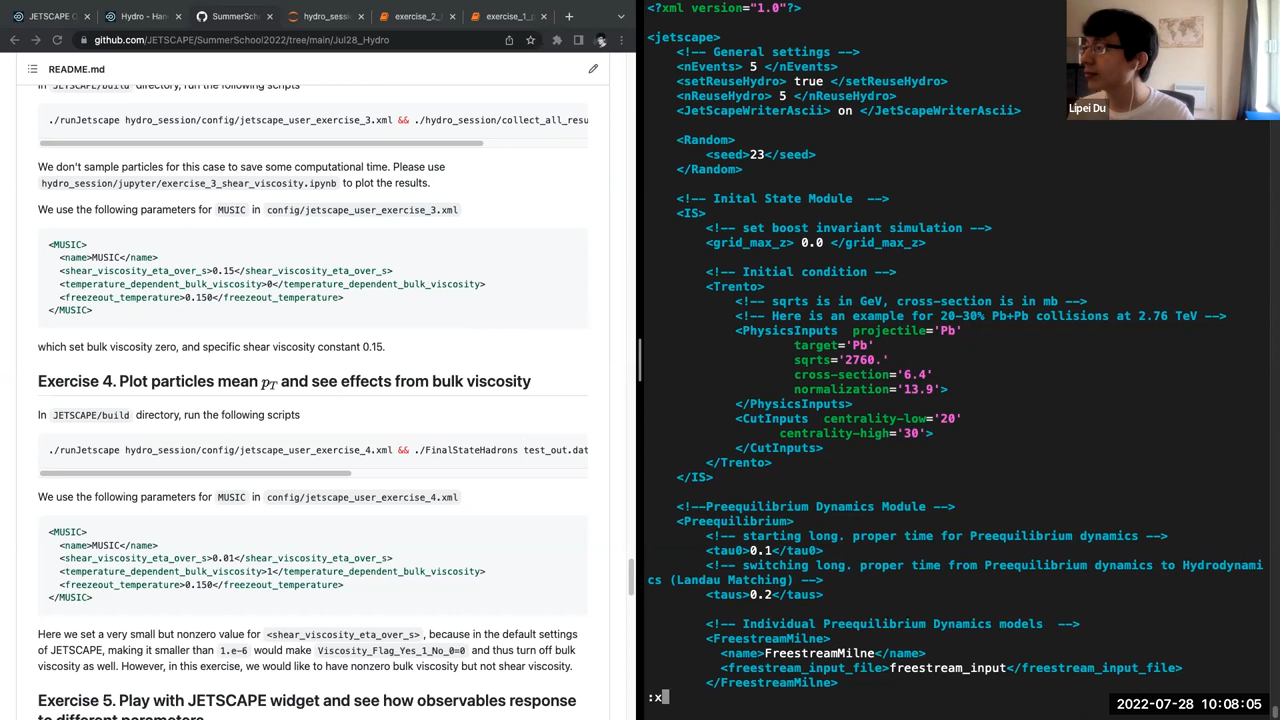 JETSCAPE O
Hydro - Han
SummerSch
hydro_sessi
exercise_2_
exercise_1_p
github.com/JETSCAPE/SummerSchool2022/tree/main/Jul28_Hydro
README.md
In JETSCAPE/build directory, run the following scripts
./runJetscape hydro_session/config/jetscape_user_exercise_3.xml && ./hydro_session/collect_all_resu
We don't sample particles for this case to save some computational time. Please use
hydro_session/jupyter/exercise_3_shear_viscosity.ipynb to plot the results.
We use the following parameters for MUSIC in config/jetscape_user_exercise_3.xml
<MUSIC>
<name>MUSIC</name>
<shear_viscosity_eta_over_s>0.15</shear_viscosity_eta_over_s>
<temperature_dependent_bulk_viscosity>0</temperature_dependent_bulk_viscosity>
<freezeout_temperature>0.150</freezeout_temperature>
</MUSIC>
which set bulk viscosity zero, and specific shear viscosity constant 0.15.
Exercise 4. Plot particles mean pT and see effects from bulk viscosity
In JETSCAPE/build directory, run the following scripts
./runJetscape hydro_session/config/jetscape_user_exercise_4.xml && ./FinalStateHadrons test_out.dat
We use the following parameters for MUSIC in config/jetscape_user_exercise_4.xml
<MUSIC>
<name>MUSIC</name>
<shear_viscosity_eta_over_s>0.01</shear_viscosity_eta_over_s>
<temperature_dependent_bulk_viscosity>1</temperature_dependent_bulk_viscosity>
<freezeout_temperature>0.150</freezeout_temperature>
</MUSIC>
Here we set a very small but nonzero value for <shear_viscosity_eta_over_s>, because in the default settings
of JETSCAPE, making it smaller than 1.e-6 would make Viscosity_Flag_Yes_1_No_0=0 and thus turn off bulk
viscosity as well. However, in this exercise, we would like to have nonzero bulk viscosity but not shear viscosity.
Exercise 5. Play with JETSCAPE widget and see how observables response
to different parameters
<?xml version="1.0"?>
<jetscape>
<!-- General settings -->
<nEvents> 5 </nEvents>
<setReuseHydro> true </setReuseHydro>
<nReuseHydro> 5 </nReuseHydro>
<JetScapeWriterAscii> on </JetScapeWriterAscii>
<Random>
<seed>23</seed>
</Random>
<!-- Inital State Module  -->
<IS>
<!-- set boost invariant simulation -->
<grid_max_z> 0.0 </grid_max_z>
<!-- Initial condition -->
<Trento>
<!-- sqrts is in GeV, cross-section is in mb -->
<!-- Here is an example for 20-30% Pb+Pb collisions at 2.76 TeV -->
<PhysicsInputs  projectile='Pb'
target='Pb'
sqrts='2760.'
cross-section='6.4'
normalization='13.9'>
</PhysicsInputs>
<CutInputs  centrality-low='20'
centrality-high='30'>
</CutInputs>
</Trento>
</IS>
<!--Preequilibrium Dynamics Module -->
<Preequilibrium>
<!-- starting long. proper time for Preequilibrium dynamics -->
<tau0>0.1</tau0>
<!-- switching long. proper time from Preequilibrium dynamics to Hydrodynami
cs (Landau Matching) -->
<taus>0.2</taus>
<!-- Individual Preequilibrium Dynamics models  -->
<FreestreamMilne>
<name>FreestreamMilne</name>
<freestream_input_file>freestream_input</freestream_input_file>
</FreestreamMilne>
:x
Lipei Du
2022-07-28 10:08:05